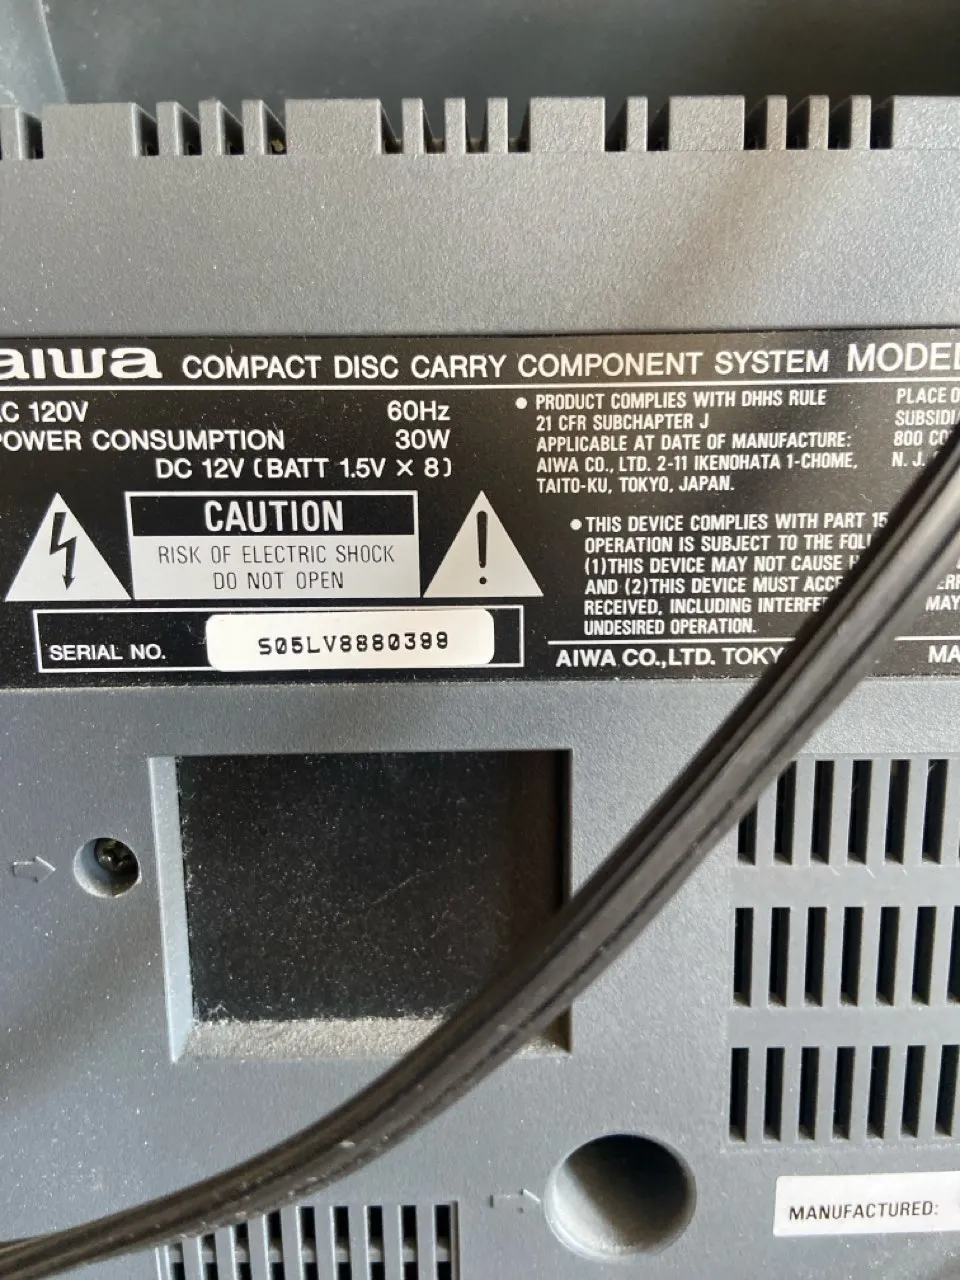 aiwa COMPACT DISC CARRY COMPONENT SYSTEM MODEL
AC 120V 60Hz
POWER CONSUMPTION 30W
DC 12V (BATT 1.5V × 8)
CAUTION
RISK OF ELECTRIC SHOCK
DO NOT OPEN
SERIAL NO. S05LV8880398
• PRODUCT COMPLIES WITH DHHS RULE
21 CFR SUBCHAPTER J
APPLICABLE AT DATE OF MANUFACTURE:
AIWA CO., LTD. 2-11 IKENOHATA 1-CHOME,
TAITO-KU, TOKYO, JAPAN.
• THIS DEVICE COMPLIES WITH PART 15
OPERATION IS SUBJECT TO THE
(1)THIS DEVICE MAY NOT CAUSE
AND (2)THIS DEVICE MUST
RECEIVED, INCLUDING
UNDESIRED OPERATION.
AIWA CO.,LTD.
PLACE
800
N. J.
MAY
MANUFACTURED: